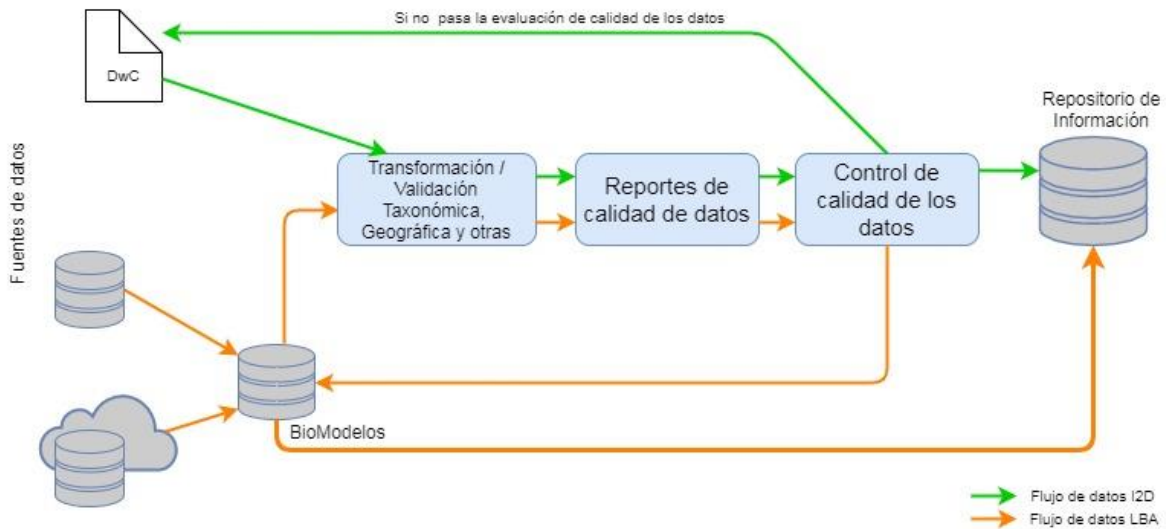 Si no pasa la evaluación de calidad de los datos
DwC
Repositorio de
Información
Fuentes de datos
Transformación /
Validación
Taxonómica,
Geográfica y otras
Reportes de
calidad de datos
Control de
calidad de los
datos
BioModelos
Flujo de datos I2D
Flujo de datos LBA